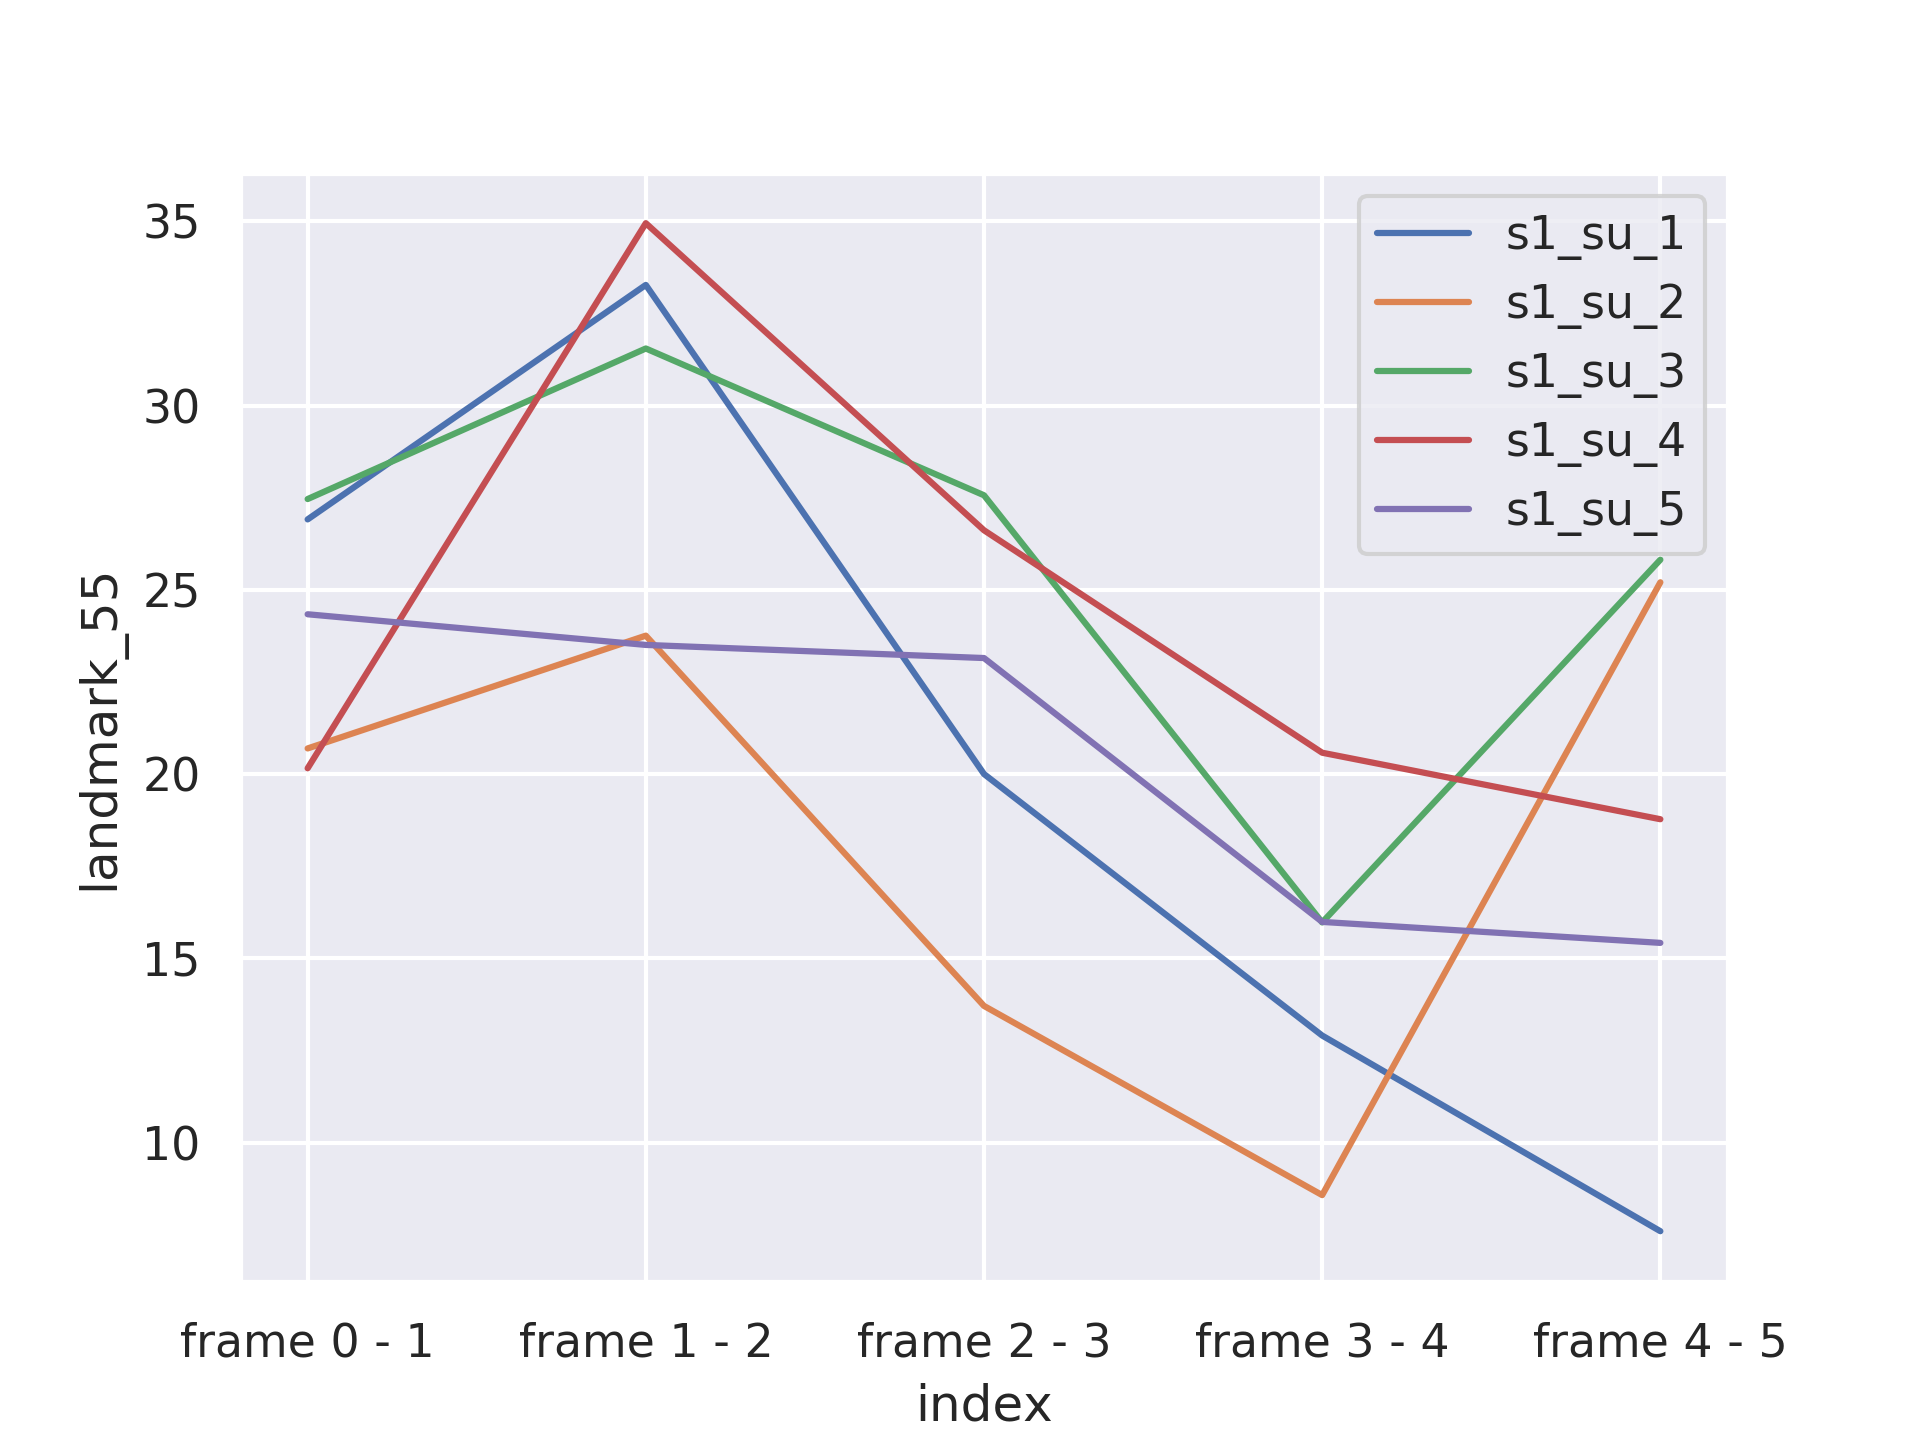 35
30
25
20
15
10
landmark_55
s1_su_1
s1_su_2
s1_su_3
s1_su_4
s1_su_5
frame 0 - 1
frame 1 - 2
frame 2 - 3
frame 3 - 4
frame 4 - 5
index